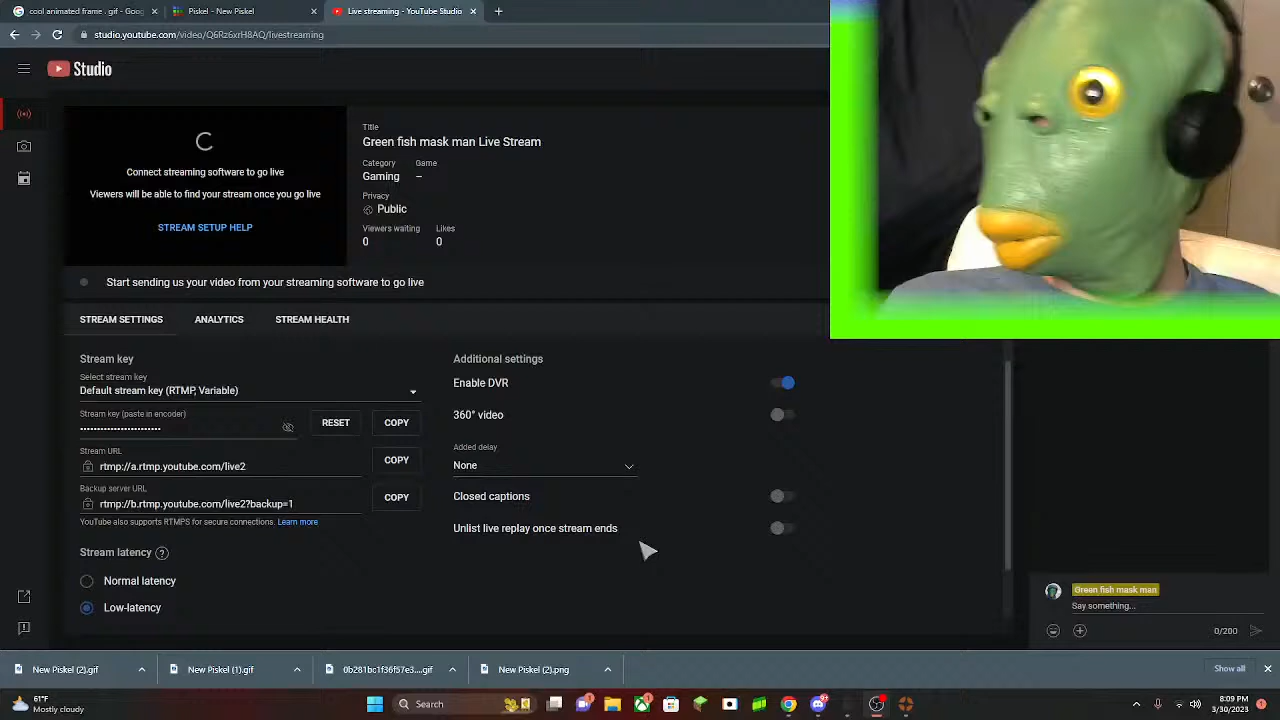 cool animated frame . gif - Goog
Piskel - New Piskel
Live streaming - YouTube Studio
studio.youtube.com/video/Q6Rz6xrH8AQ/livestreaming
Studio
Connect streaming software to go live
Viewers will be able to find your stream once you go live
STREAM SETUP HELP
Title
Green fish mask man Live Stream
Category Game
Gaming –
Privacy
Public
Viewers waiting Likes
0 0
Start sending us your video from your streaming software to go live
STREAM SETTINGS ANALYTICS STREAM HEALTH
Stream key
Select stream key
Default stream key (RTMP, Variable)
Stream key (paste in encoder)
RESET COPY
Stream URL
rtmp://a.rtmp.youtube.com/live2
COPY
Backup server URL
rtmp://b.rtmp.youtube.com/live2?backup=1
COPY
YouTube also supports RTMPS for secure connections. Learn more
Stream latency ?
Normal latency
Low-latency
Additional settings
Enable DVR
360° video
Added delay
None
Closed captions
Unlist live replay once stream ends
Green fish mask man
Say something...
0/200
New Piskel (2).gif New Piskel (1).gif 0b281bc1f36f57e3....gif New Piskel (2).png Show all
61°F
Mostly cloudy
Search
8:09 PM
3/30/2023